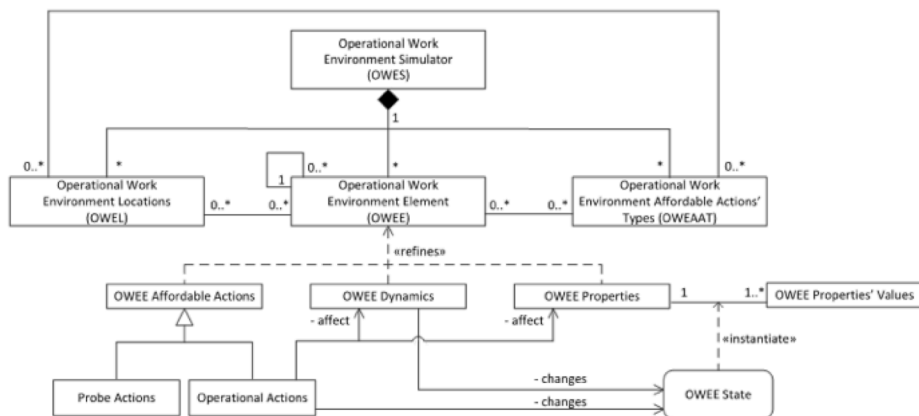 Operational Work
Environment Simulator
(OWES)
1
0..*
*
1
0..*
*
*
0..*
Operational Work
Environment Locations
(OWEL)
0..*
0..*
Operational Work
Environment Element
(OWEE)
0..*
0..*
Operational Work
Environment Affordable Actions'
Types (OWEAAT)
«refines»
OWEE Affordable Actions
OWEE Dynamics
OWEE Properties
1
1..*
OWEE Properties' Values
- affect
- affect
«instantiate»
Probe Actions
Operational Actions
- changes
- changes
OWEE State